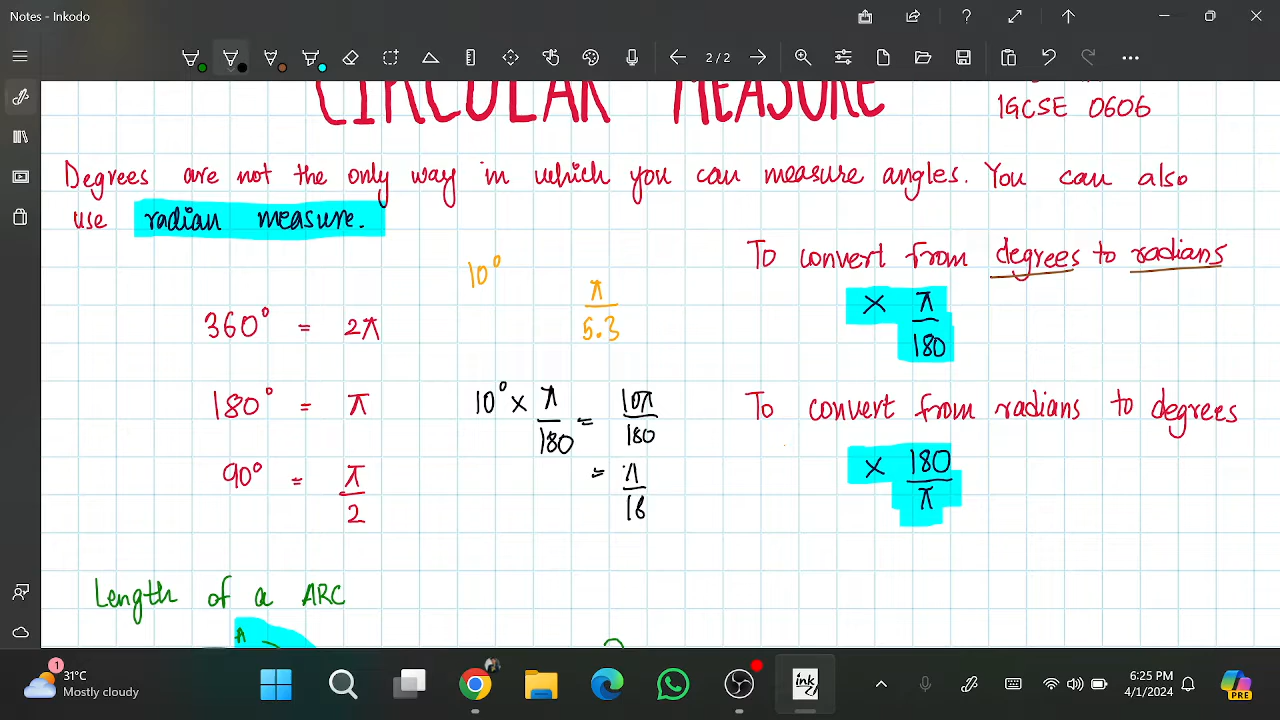 Notes - Inkodo
2/2
CIRCULAR MEASURE
IGCSE 0606
Degrees are not the only way in which you can measure angles. You can also
use radian measure.
To convert from degrees to radians
× π/180
10°
π/5.3
360° = 2π
180° = π
90° = π/2
10° × π/180 = 10π/180
= π/18
To convert from radians to degrees
× 180/π
Length of a ARC
A
1
31°C
Mostly cloudy
ink
6:25 PM
4/1/2024
PRE